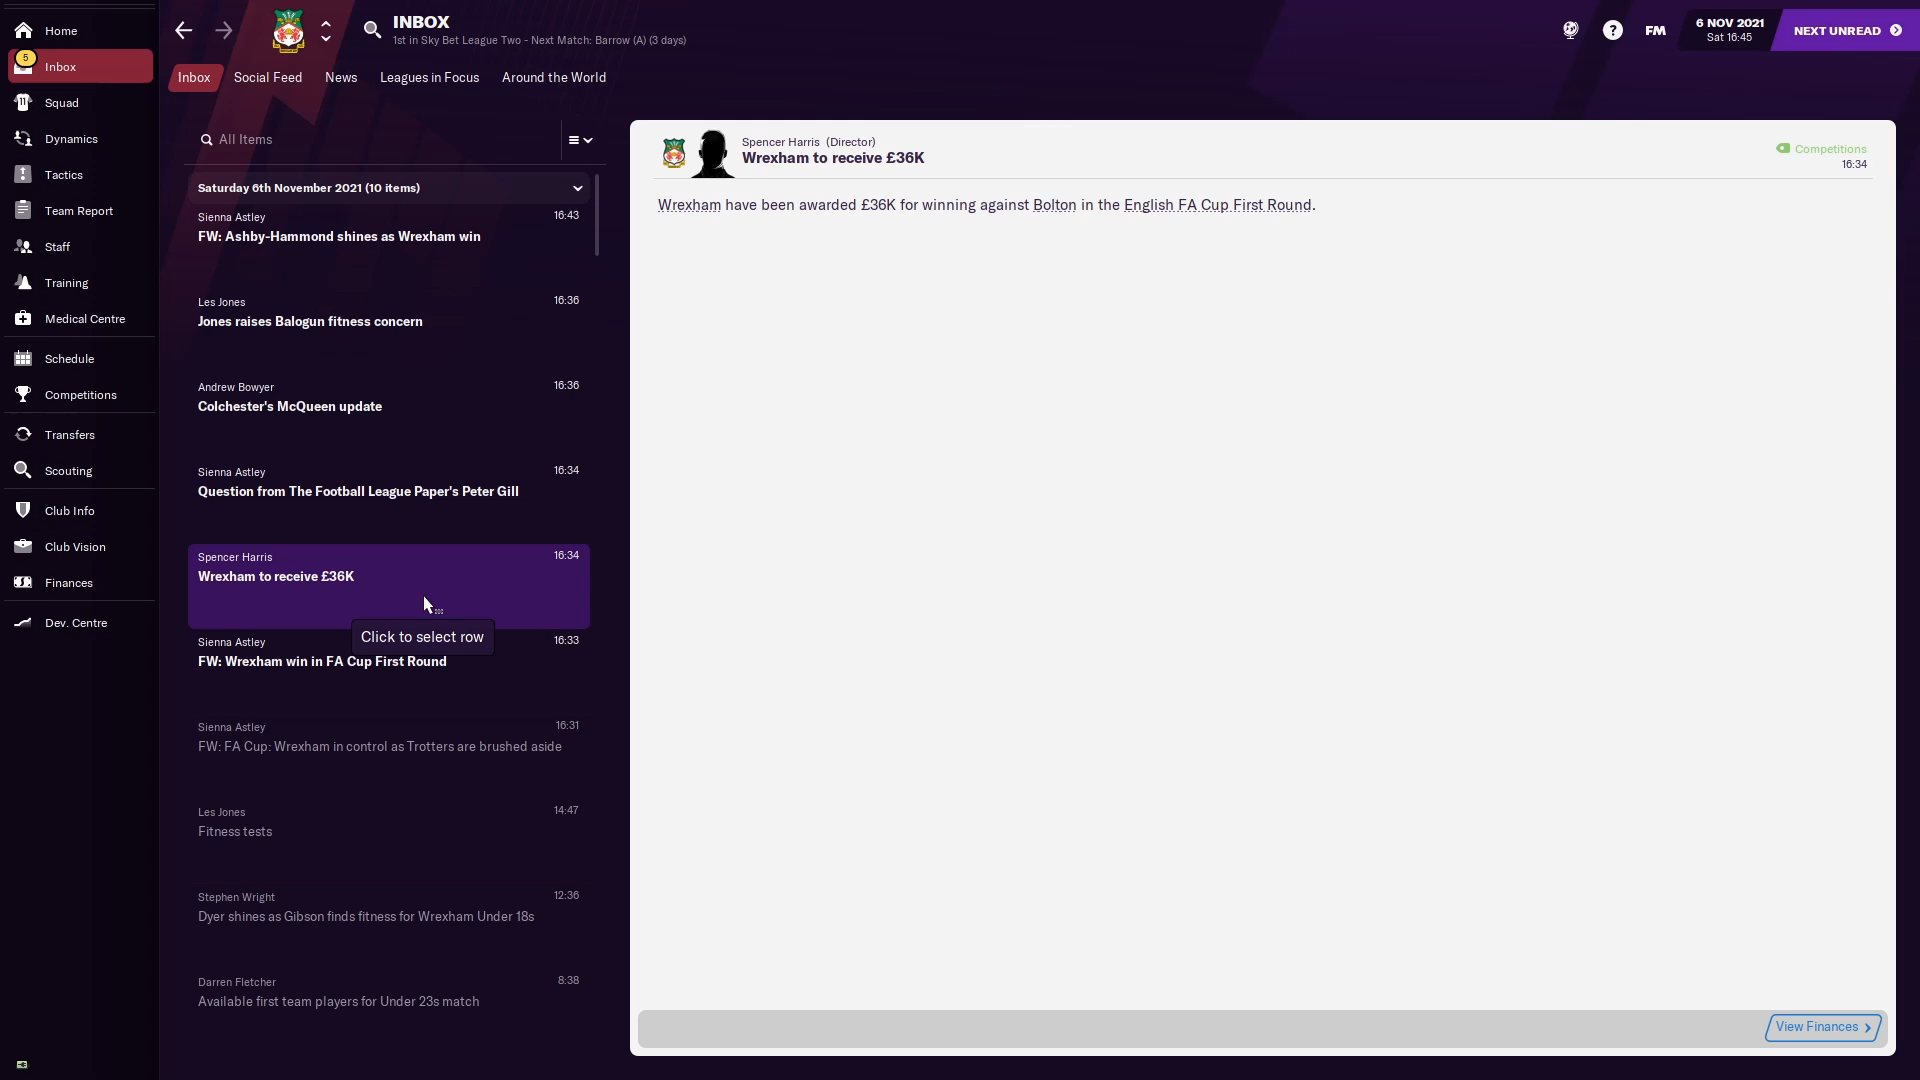 Home
5
Inbox
Squad
Dynamics
Tactics
Team Report
Staff
Training
Medical Centre
Schedule
Competitions
Transfers
Scouting
Club Info
Club Vision
Finances
Dev. Centre
INBOX
1st in Sky Bet League Two - Next Match: Barrow (A) (3 days)
FM
6 NOV 2021
Sat 16:45
NEXT UNREAD
Inbox
Social Feed
News
Leagues in Focus
Around the World
All Items
Saturday 6th November 2021 (10 items)
Sienna Astley 16:43
FW: Ashby-Hammond shines as Wrexham win
Les Jones 16:36
Jones raises Balogun fitness concern
Andrew Bowyer 16:36
Colchester's McQueen update
Sienna Astley 16:34
Question from The Football League Paper's Peter Gill
Spencer Harris 16:34
Wrexham to receive £36K
Click to select row
Sienna Astley 16:33
FW: Wrexham win in FA Cup First Round
Sienna Astley 16:31
FW: FA Cup: Wrexham in control as Trotters are brushed aside
Les Jones 14:47
Fitness tests
Stephen Wright 12:36
Dyer shines as Gibson finds fitness for Wrexham Under 18s
Darren Fletcher 8:38
Available first team players for Under 23s match
Spencer Harris (Director)
Wrexham to receive £36K
Competitions
16:34
Wrexham have been awarded £36K for winning against Bolton in the English FA Cup First Round.
View Finances